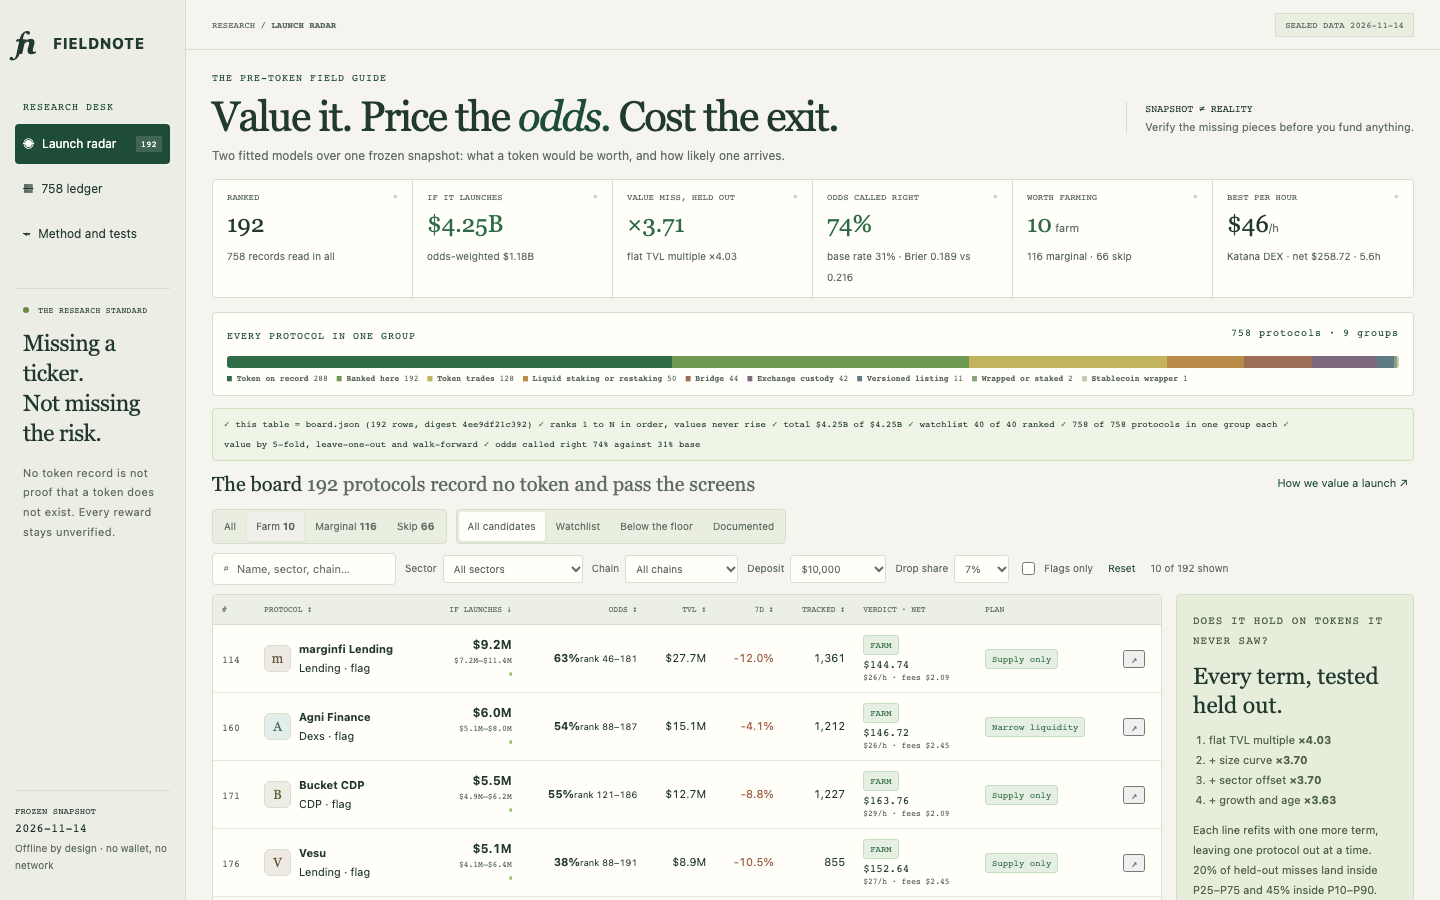 FIELDNOTE
RESEARCH DESK
Launch radar 192
758 ledger
Method and tests
THE RESEARCH STANDARD
Missing a
ticker.
Not missing
the risk.
No token record is not
proof that a token does
not exist. Every reward
stays unverified.
FROZEN SNAPSHOT
2026-11-14
Offline by design · no wallet, no
network
RESEARCH / LAUNCH RADAR
SEALED DATA 2026-11-14
THE PRE-TOKEN FIELD GUIDE
Value it. Price the odds. Cost the exit.
Two fitted models over one frozen snapshot: what a token would be worth, and how likely one arrives.
SNAPSHOT ≠ REALITY
Verify the missing pieces before you fund anything.
RANKED
192
758 records read in all
IF IT LAUNCHES
$4.25B
odds-weighted $1.18B
VALUE MISS, HELD OUT
×3.71
flat TVL multiple ×4.03
ODDS CALLED RIGHT
74%
base rate 31% · Brier 0.189 vs
0.216
WORTH FARMING
10 farm
116 marginal · 66 skip
BEST PER HOUR
$46/h
Katana DEX · net $258.72 · 5.6h
EVERY PROTOCOL IN ONE GROUP
758 protocols · 9 groups
Token on record 288 Ranked here 192 Token trades 128 Liquid staking or restaking 50 Bridge 44 Exchange custody 42 Versioned listing 11 Wrapped or staked 2 Stablecoin wrapper 1
✓ this table = board.json (192 rows, digest 4ee9df21c392) ✓ ranks 1 to N in order, values never rise ✓ total $4.25B of $4.25B ✓ watchlist 40 of 40 ranked ✓ 758 of 758 protocols in one group each ✓
value by 5-fold, leave-one-out and walk-forward ✓ odds called right 74% against 31% base
The board 192 protocols record no token and pass the screens
How we value a launch ↗
All Farm 10 Marginal 116 Skip 66 All candidates Watchlist Below the floor Documented
Name, sector, chain... Sector All sectors Chain All chains Deposit $10,000 Drop share 7% Flags only Reset 10 of 192 shown
# PROTOCOL ↕ IF LAUNCHES ↓ ODDS ↕ TVL ↕ 7D ↕ TRACKED ↕ VERDICT · NET PLAN
114 m marginfi Lending
Lending · flag
$9.2M
$7.2M–$11.4M
63% rank 46–181
$27.7M
-12.0%
1,361
FARM
$144.74
$26/h · fees $2.09
Supply only
↗
160 A Agni Finance
Dexs · flag
$6.0M
$5.1M–$8.0M
54% rank 88–187
$15.1M
-4.1%
1,212
FARM
$146.72
$26/h · fees $2.45
Narrow liquidity
↗
171 B Bucket CDP
CDP · flag
$5.5M
$4.9M–$6.2M
55% rank 121–186
$12.7M
-8.8%
1,227
FARM
$163.76
$29/h · fees $2.09
Supply only
↗
176 V Vesu
Lending · flag
$5.1M
$4.1M–$6.4M
38% rank 88–191
$8.9M
-10.5%
855
FARM
$152.64
$27/h · fees $2.45
Supply only
↗
DOES IT HOLD ON TOKENS IT
NEVER SAW?
Every term, tested
held out.
1. flat TVL multiple ×4.03
2. + size curve ×3.70
3. + sector offset ×3.70
4. + growth and age ×3.63
Each line refits with one more term,
leaving one protocol out at a time.
20% of held-out misses land inside
P25–P75 and 45% inside P10–P90.